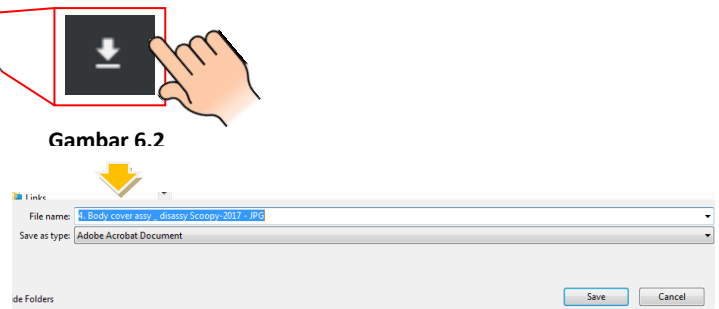 Gambar 6.2
Links
File name: 4. Body cover assy _ disassy Scoopy-2017 - JPG
Save as type: Adobe Acrobat Document
de Folders
Save Cancel